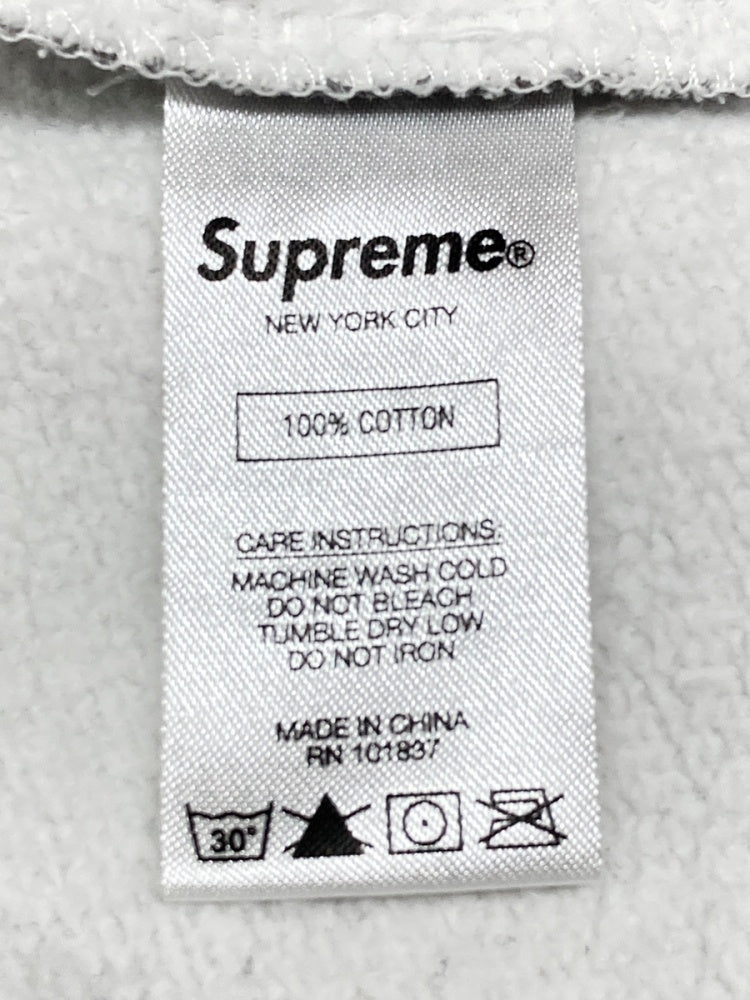 Supreme®
NEW YORK CITY
100% COTTON
CARE INSTRUCTIONS:
MACHINE WASH COLD
DO NOT BLEACH
TUMBLE DRY LOW
DO NOT IRON
MADE IN CHINA
RN 101837
30°